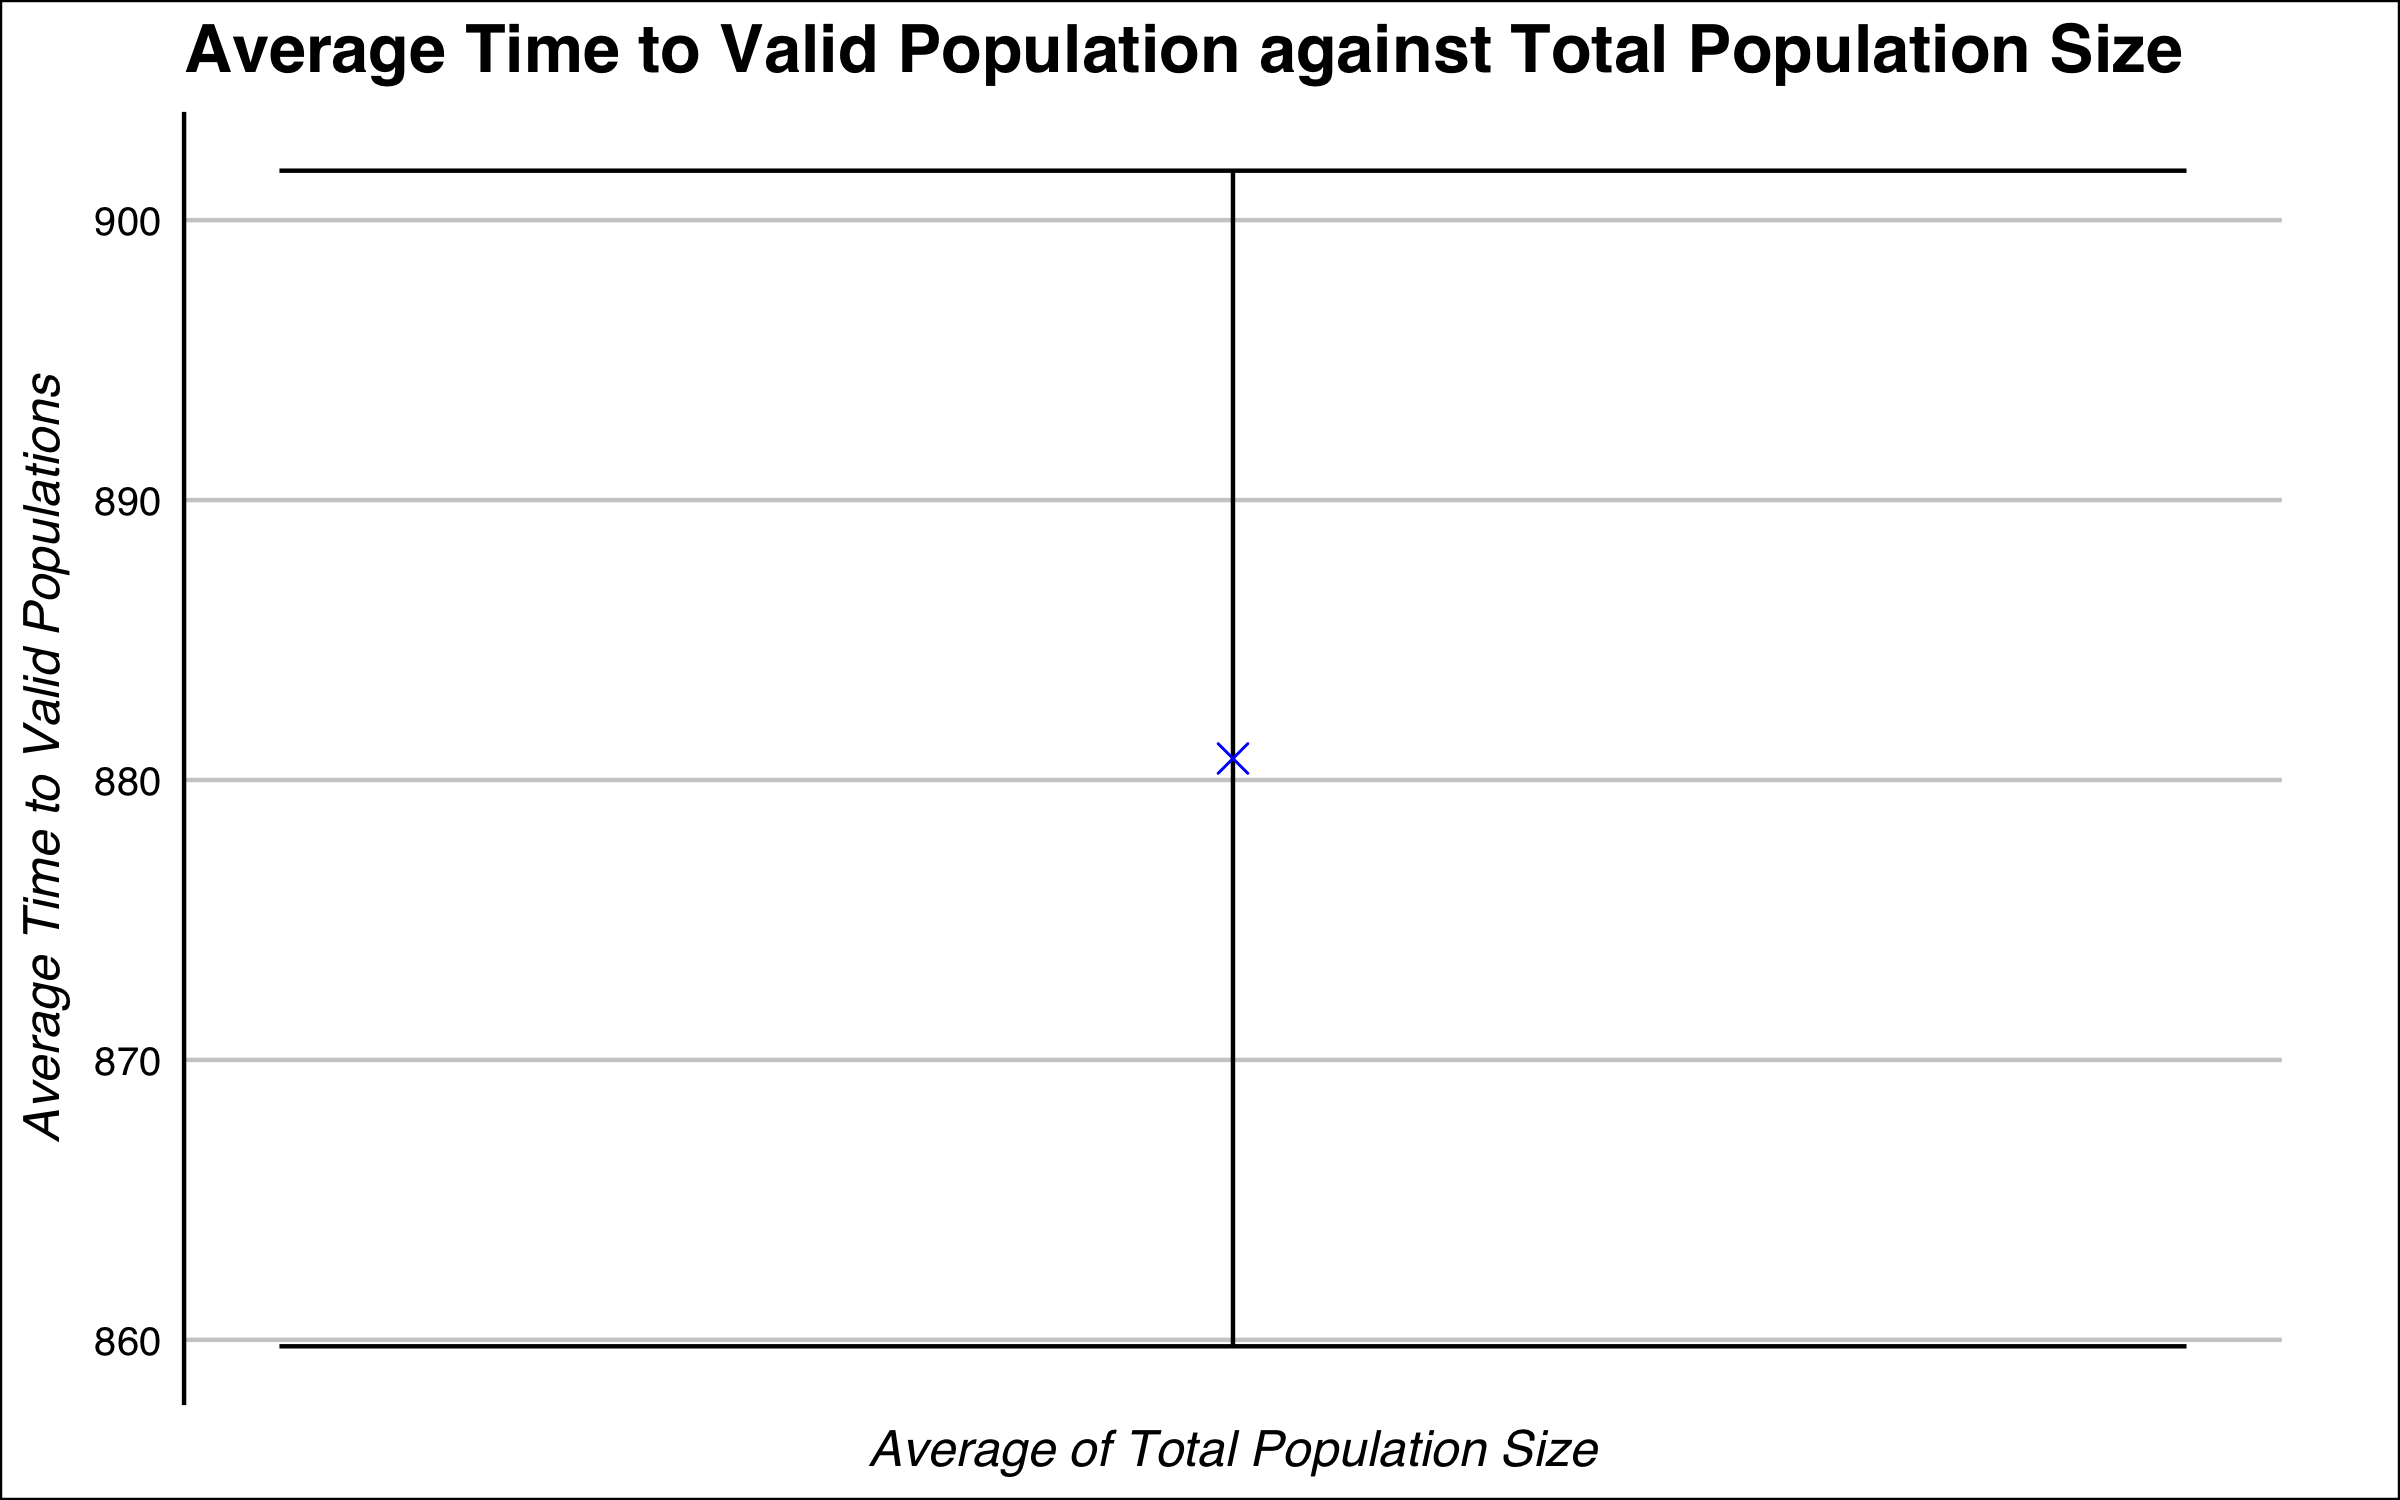 Average Time to Valid Population against Total Population Size
Average Time to Valid Populations
900
890
880
870
860
Average of Total Population Size